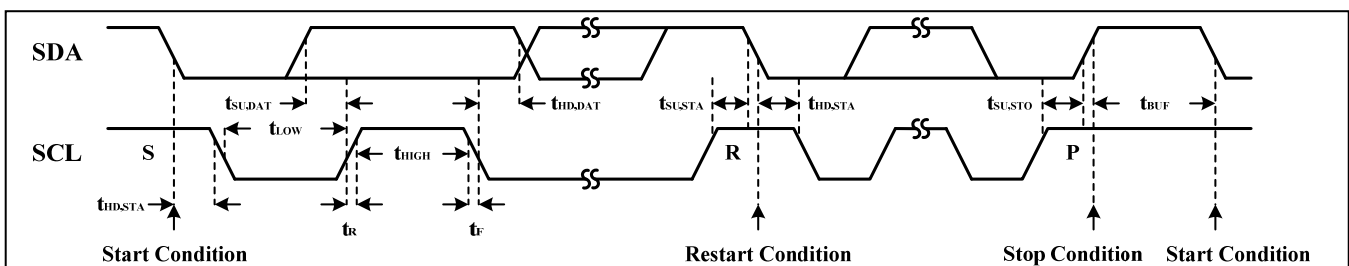 SDA
tSU,DAT tHD,DAT tSU,STA tHD,STA tSU,STO tBUF
tLOW
SCL S tHIGH R P
tHD,STA
tR tF
Start Condition Restart Condition Stop Condition Start Condition